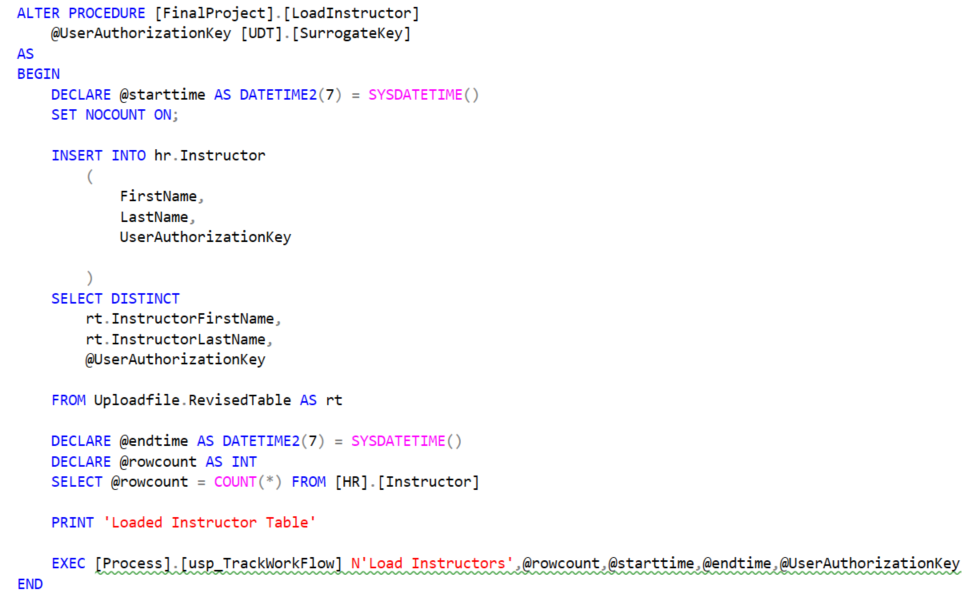 ALTER PROCEDURE [FinalProject].[LoadInstructor]
@UserAuthorizationKey [UDT].[SurrogateKey]
AS
BEGIN
DECLARE @starttime AS DATETIME2(7) = SYSDATETIME()
SET NOCOUNT ON;
INSERT INTO hr.Instructor
(
FirstName,
LastName,
UserAuthorizationKey
)
SELECT DISTINCT
rt.InstructorFirstName,
rt.InstructorLastName,
@UserAuthorizationKey
FROM Uploadfile.RevisedTable AS rt
DECLARE @endtime AS DATETIME2(7) = SYSDATETIME()
DECLARE @rowcount AS INT
SELECT @rowcount = COUNT(*) FROM [HR].[Instructor]
PRINT 'Loaded Instructor Table'
EXEC [Process].[usp_TrackWorkFlow] N'Load Instructors',@rowcount,@starttime,@endtime,@UserAuthorizationKey
END